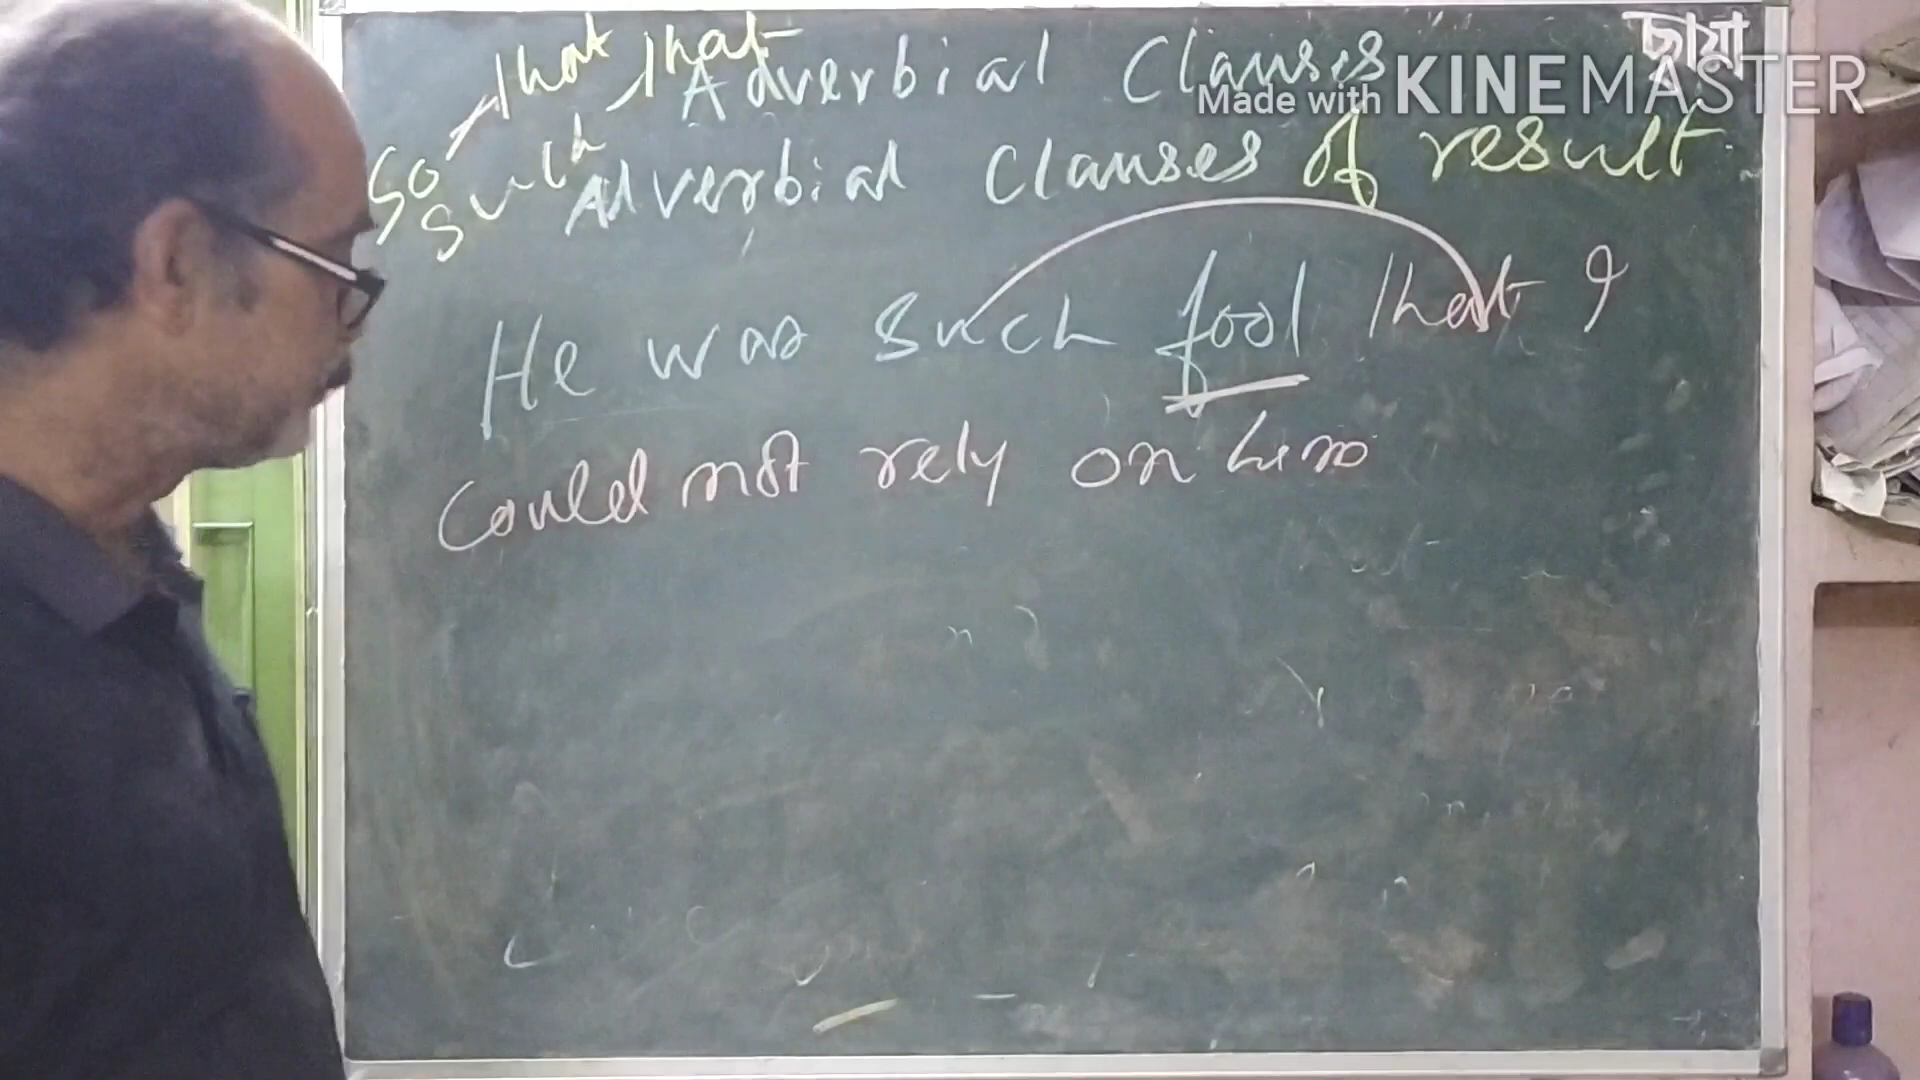 So → that
Such, that
Adverbial Clauses
Adverbial Clauses of result
He was such fool that I
Could not rely on him
ছায়া
Made with KINEMASTER